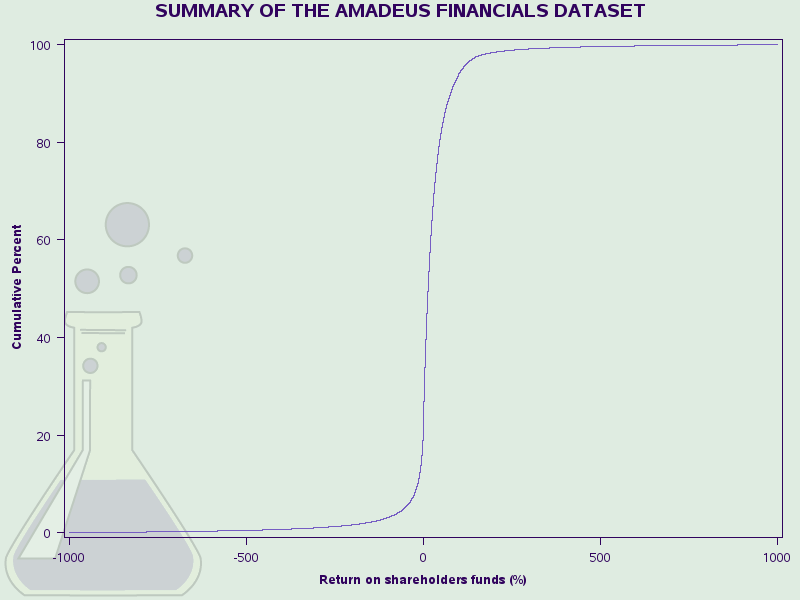 SUMMARY OF THE AMADEUS FINANCIALS DATASET
100
80
60
40
20
0
Cumulative Percent
-1000 -500 0 500 1000
Return on shareholders funds (%)